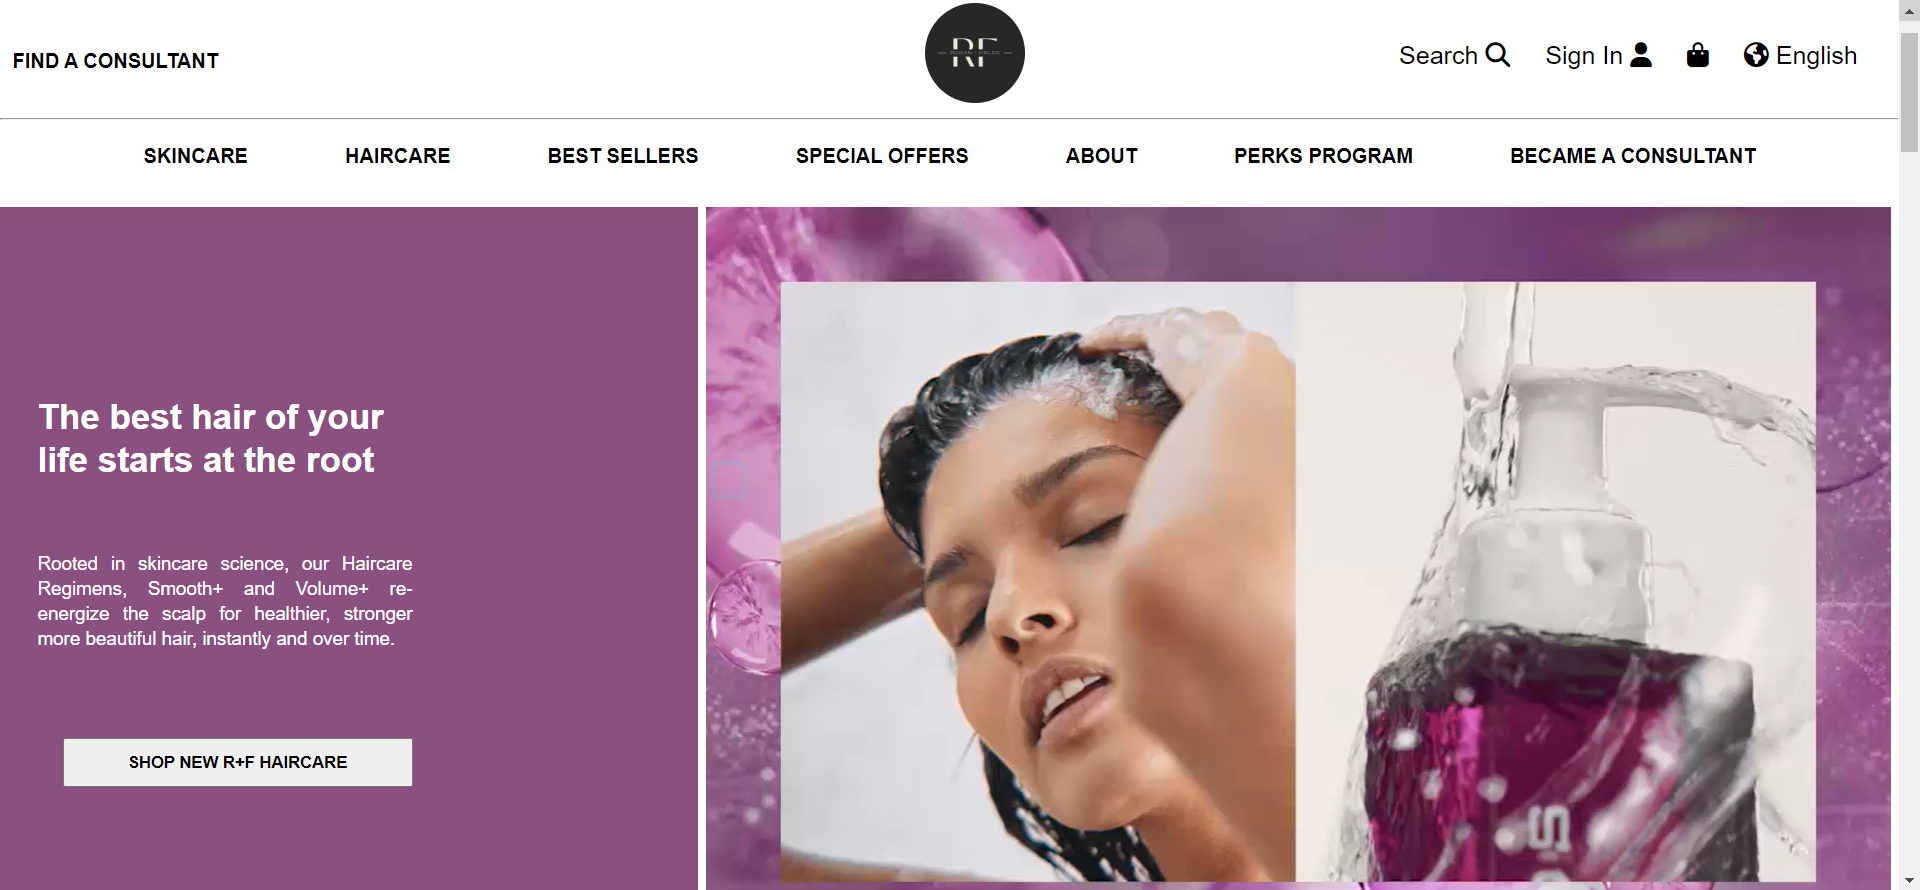 FIND A CONSULTANT
RF
RODAN + FIELDS
Search
Sign In
English
SKINCARE
HAIRCARE
BEST SELLERS
SPECIAL OFFERS
ABOUT
PERKS PROGRAM
BECAME A CONSULTANT
The best hair of your
life starts at the root
Rooted in skincare science, our Haircare
Regimens, Smooth+ and Volume+ re-
energize the scalp for healthier, stronger
more beautiful hair, instantly and over time.
SHOP NEW R+F HAIRCARE